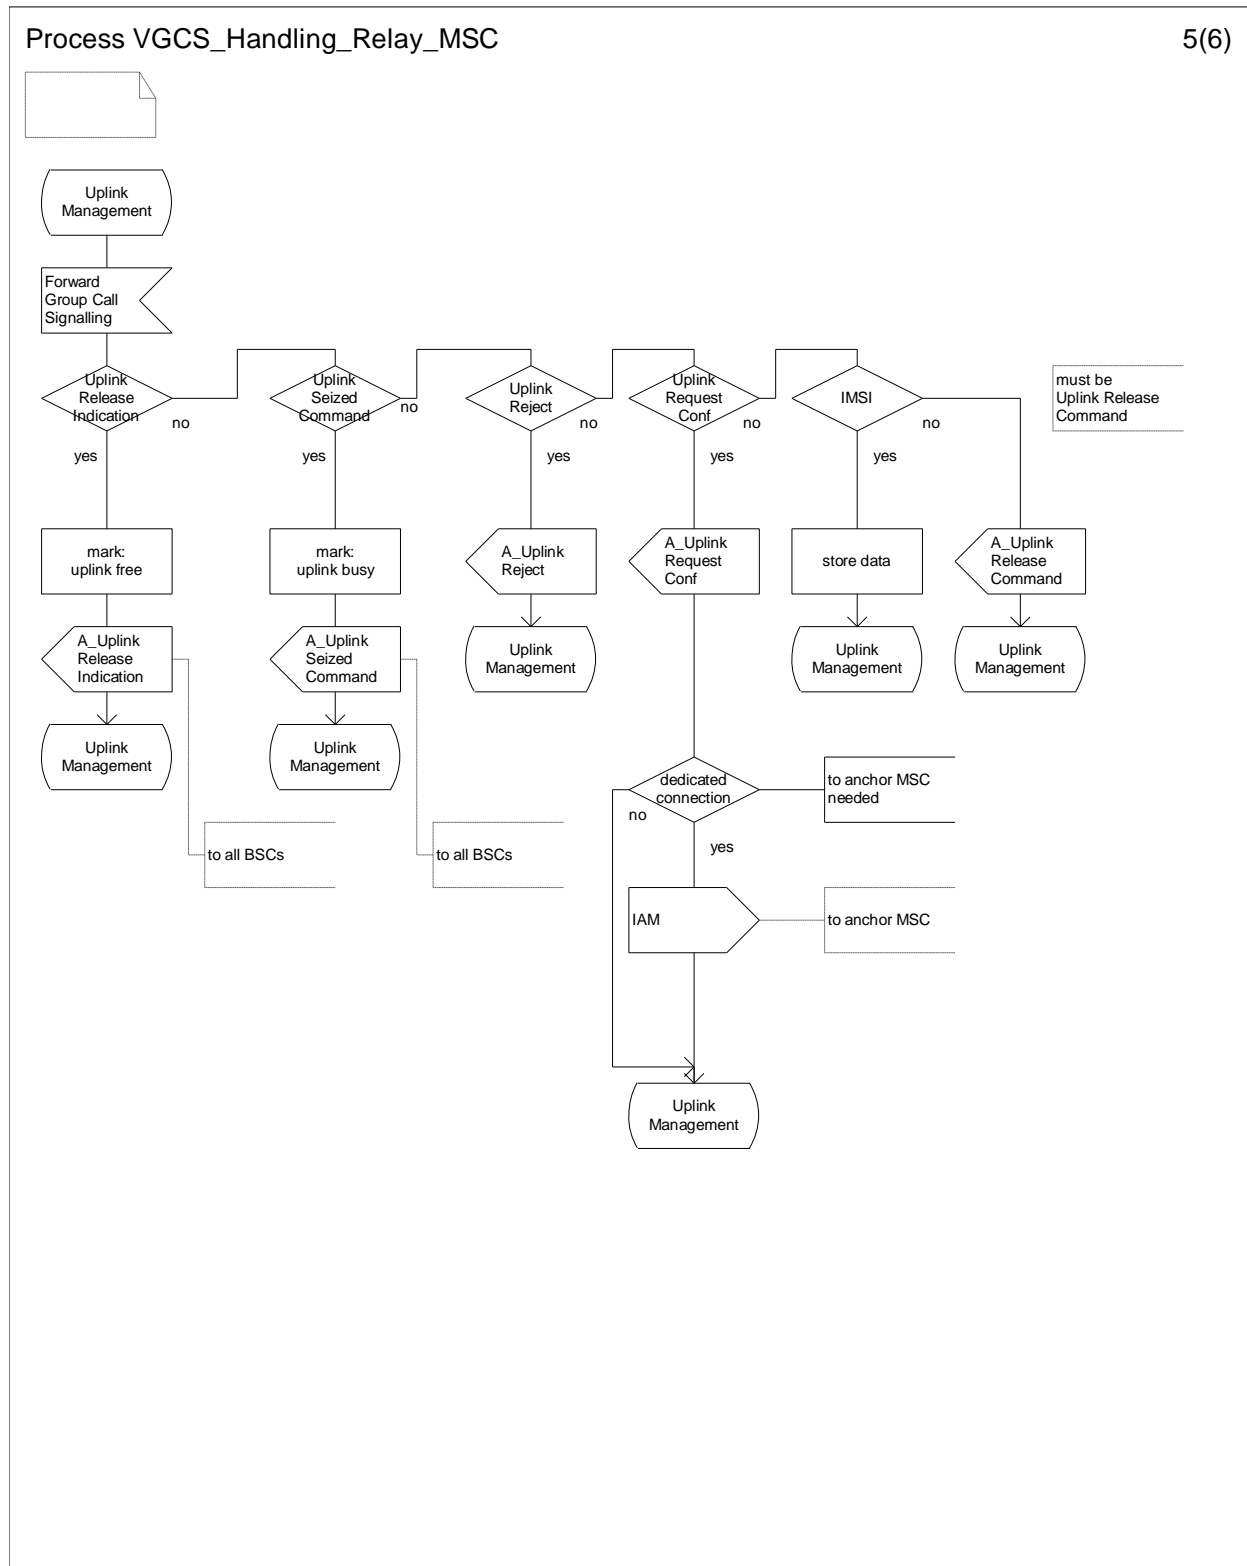 Process VGCS_Handling_Relay_MSC
5(6)
Uplink
Management
Forward
Group Call
Signalling
Uplink
Release
Indication
no
yes
Uplink
Seized
Command
no
yes
Uplink
Reject
no
yes
Uplink
Request
Conf
no
yes
IMSI
no
yes
must be
Uplink Release
Command
mark:
uplink free
mark:
uplink busy
A_Uplink
Reject
A_Uplink
Request
Conf
store data
A_Uplink
Release
Command
A_Uplink
Release
Indication
A_Uplink
Seized
Command
Uplink
Management
Uplink
Management
Uplink
Management
Uplink
Management
Uplink
Management
dedicated
connection
no
yes
to anchor MSC
needed
to all BSCs
to all BSCs
IAM
to anchor MSC
Uplink
Management